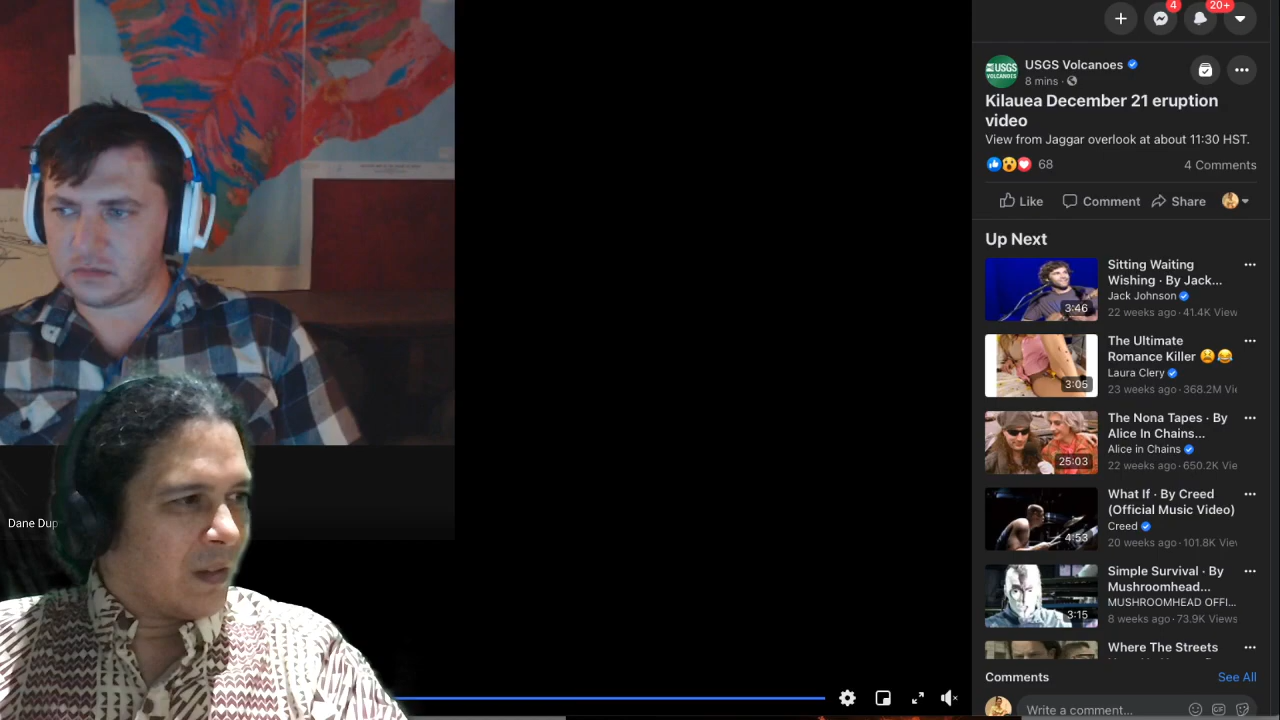 4
20+
USGS Volcanoes
8 mins ·
USGS
VOLCANOES
Kilauea December 21 eruption
video
View from Jaggar overlook at about 11:30 HST.
68
4 Comments
Like
Comment
Share
Up Next
Sitting Waiting
Wishing · By Jack...
Jack Johnson
22 weeks ago · 41.4K View
3:46
The Ultimate
Romance Killer 😫😂
Laura Clery
23 weeks ago · 368.2M Vi
3:05
The Nona Tapes · By
Alice In Chains...
Alice in Chains
22 weeks ago · 650.2K Vie
25:03
What If · By Creed
(Official Music Video)
Creed
20 weeks ago · 101.8K Vie
4:53
Simple Survival · By
Mushroomhead...
MUSHROOMHEAD OFFI...
8 weeks ago · 73.9K Views
3:15
Where The Streets
Comments
See All
Write a comment...
GIF
Dane Dup